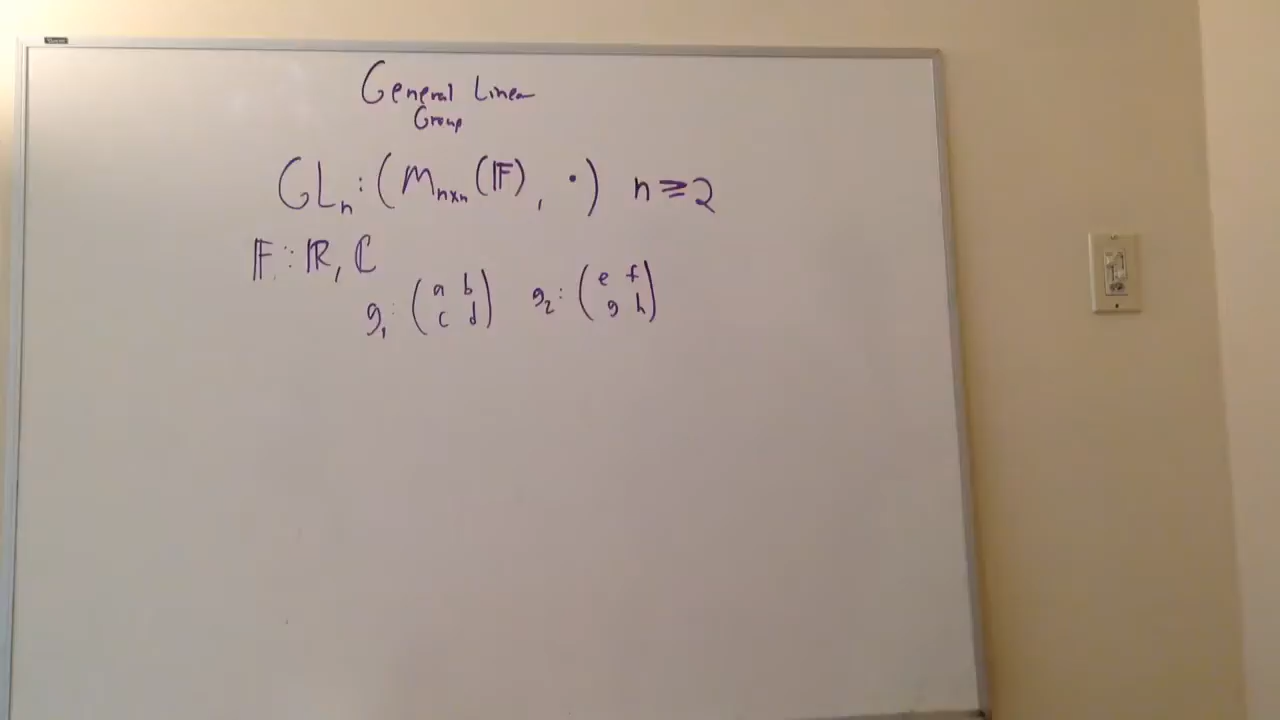 General Linear
Group
GLₙ : (Mₙₓₙ(𝔽), ·) n ≥ 2
𝔽 : ℝ, ℂ
g₁ : (a b
c d) g₂ : (e f
g h)